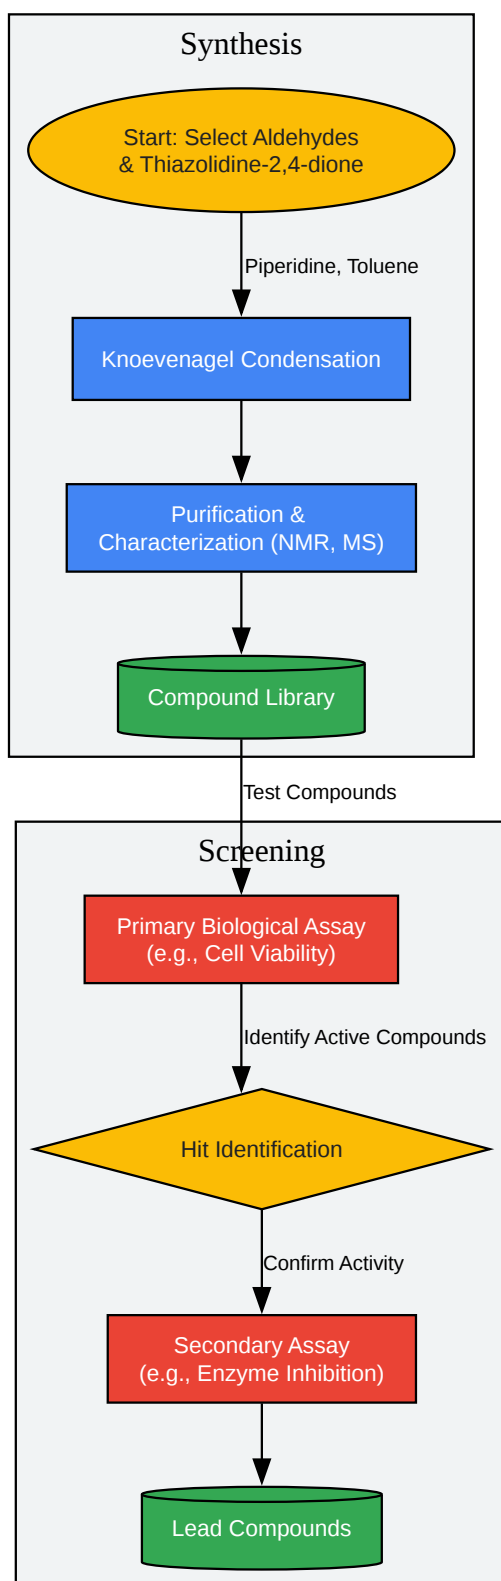 Synthesis
Start: Select Aldehydes
& Thiazolidine-2,4-dione
Piperidine, Toluene
Knoevenagel Condensation
Purification &
Characterization (NMR, MS)
Compound Library
Test Compounds
Screening
Primary Biological Assay
(e.g., Cell Viability)
Identify Active Compounds
Hit Identification
Confirm Activity
Secondary Assay
(e.g., Enzyme Inhibition)
Lead Compounds